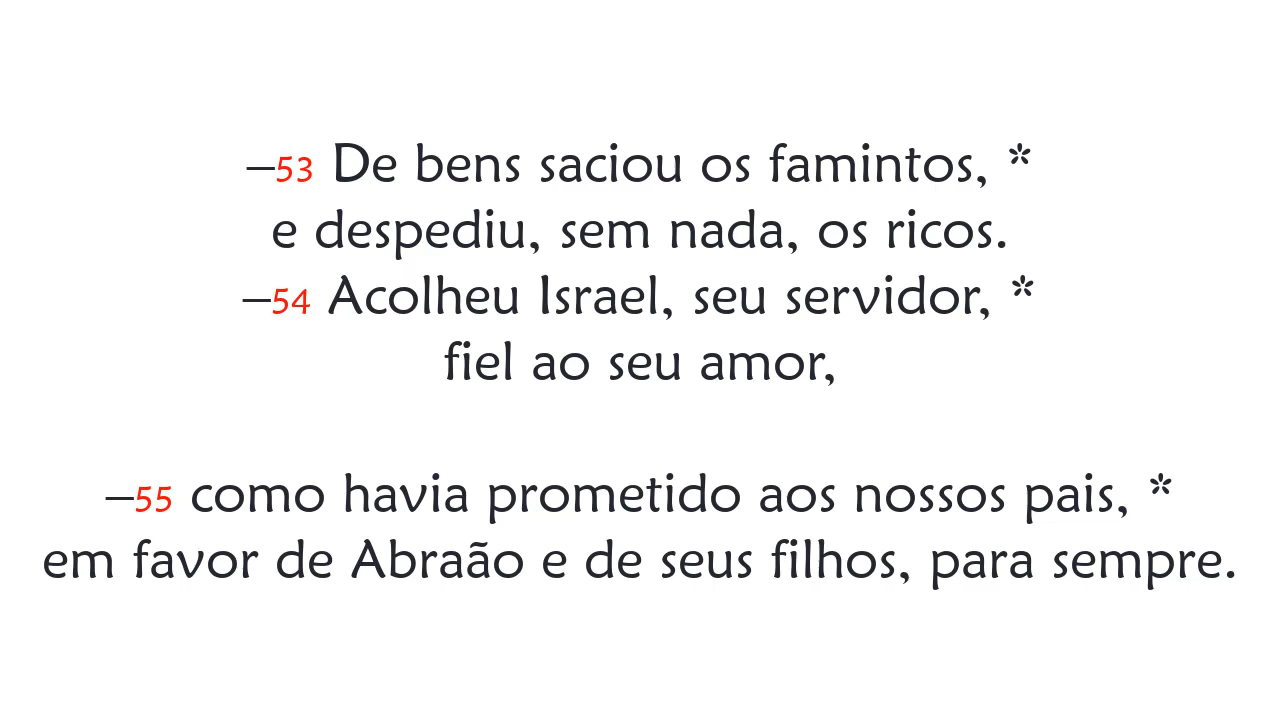 –53 De bens saciou os famintos, *
e despediu, sem nada, os ricos.
–54 Acolheu Israel, seu servidor, *
fiel ao seu amor,
–55 como havia prometido aos nossos pais, *
em favor de Abraão e de seus filhos, para sempre.